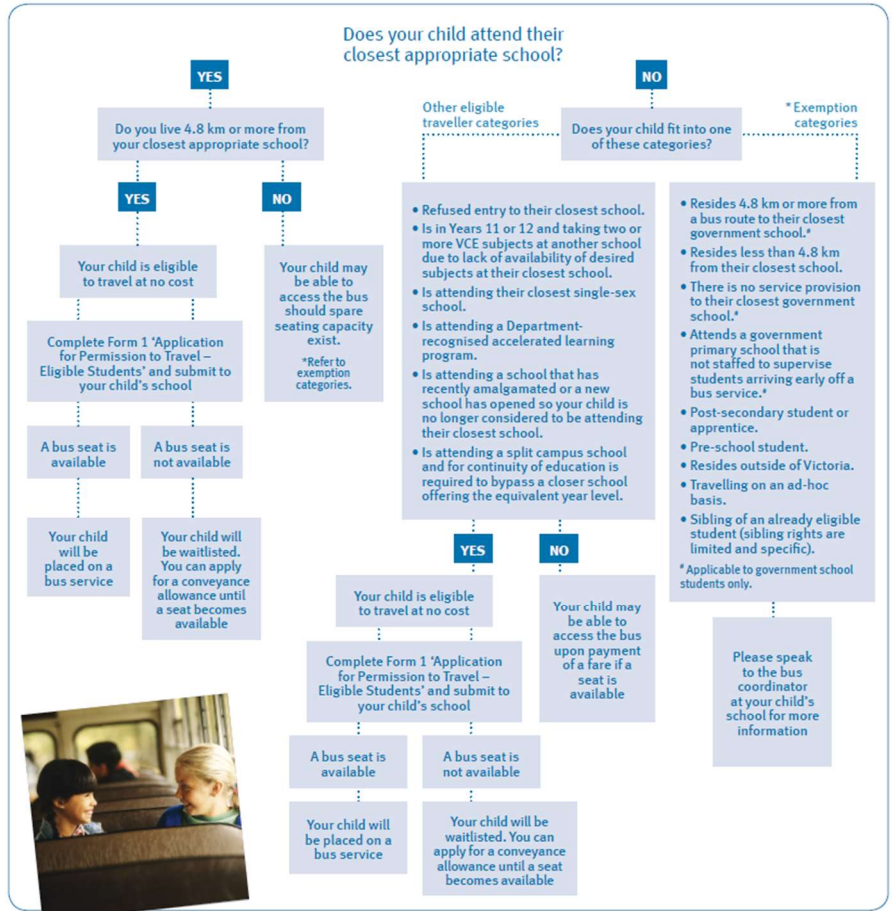 Does your child attend their
closest appropriate school?
YES
Do you live 4.8 km or more from
your closest appropriate school?
YES
Your child is eligible
to travel at no cost
Complete Form 1 ‘Application
for Permission to Travel –
Eligible Students’ and submit to
your child’s school
A bus seat is
available
Your child
will be
placed on a
bus service
A bus seat is
not available
Your child will
be waitlisted.
You can apply
for a conveyance
allowance until
a seat becomes
available
NO
Your child may
be able to
access the bus
should spare
seating capacity
exist.
*Refer to
exemption
categories.
NO
Does your child fit into one
of these categories?
Other eligible
traveller categories
• Refused entry to their closest school.
• Is in Years 11 or 12 and taking two or
more VCE subjects at another school
due to lack of availability of desired
subjects at their closest school.
• Is attending their closest single-sex
school.
• Is attending a Department-
recognised accelerated learning
program.
• Is attending a school that has
recently amalgamated or a new
school has opened so your child is
no longer considered to be attending
their closest school.
• Is attending a split campus school
and for continuity of education is
required to bypass a closer school
offering the equivalent year level.
YES
Your child is eligible
to travel at no cost
Complete Form 1 ‘Application
for Permission to Travel –
Eligible Students’ and submit to
your child’s school
A bus seat is
available
Your child will
be placed on a
bus service
A bus seat is
not available
Your child will be
waitlisted. You can
apply for a conveyance
allowance until a seat
becomes available
NO
Your child may
be able to
access the bus
upon payment
of a fare if a
seat is
available
* Exemption
categories
• Resides 4.8 km or more from
a bus route to their closest
government school.#
• Resides less than 4.8 km
from their closest school.
• There is no service provision
to their closest government
school.#
• Attends a government
primary school that is
not staffed to supervise
students arriving early off a
bus service.#
• Post-secondary student or
apprentice.
• Pre-school student.
• Resides outside of Victoria.
• Travelling on an ad-hoc
basis.
• Sibling of an already eligible
student (sibling rights are
limited and specific).
# Applicable to government school
students only.
Please speak
to the bus
coordinator
at your child’s
school for more
information